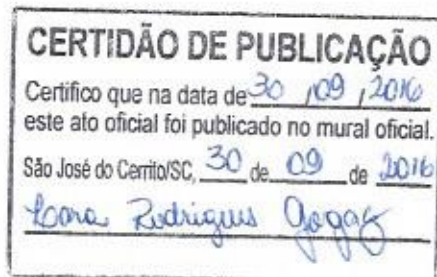 CERTIDÃO DE PUBLICAÇÃO
Certifico que na data de 30 / 09 / 2016
este ato oficial foi publicado no mural oficial.
São José do Cerrito/SC, 30 de 09 de 2016
Rodrigues